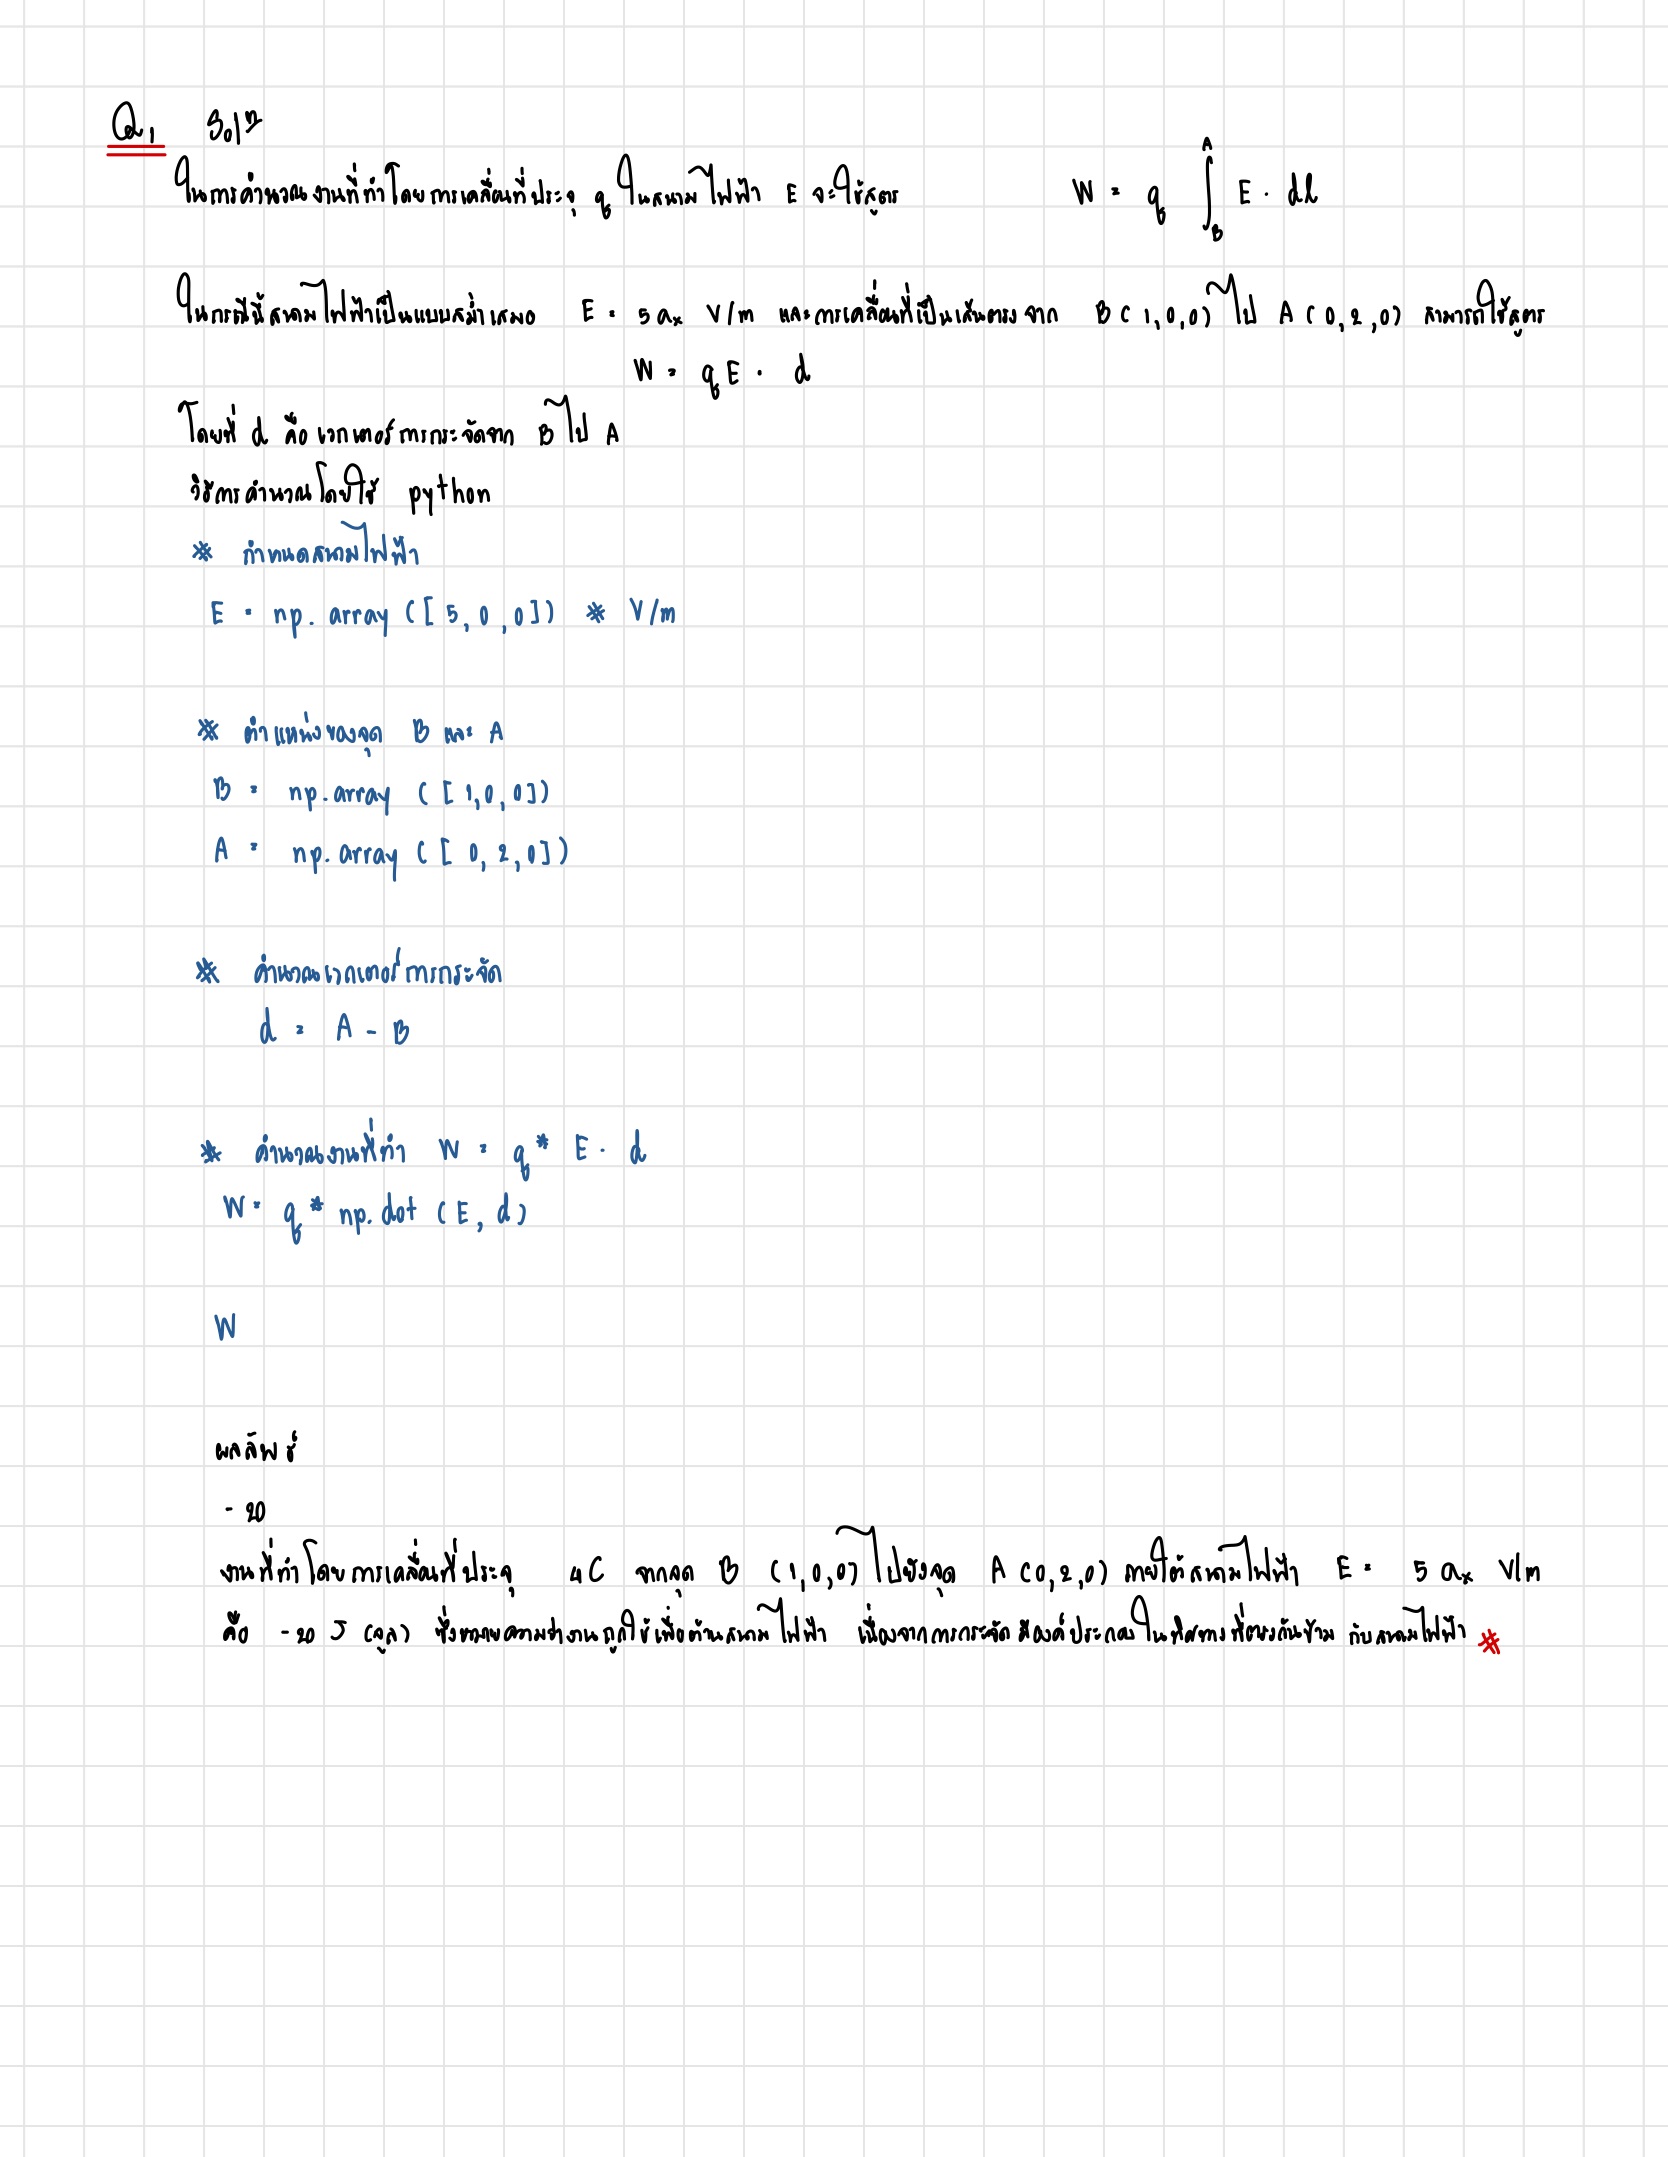 Q1 Solⁿ
ในการคำนวณงานที่ทำโดยการเคลื่อนที่ประจุ q ในสนามไฟฟ้า E จะใช้สูตร W = q ∫_B^A E · dl
ในกรณีนี้สนามไฟฟ้าเป็นแบบสม่ำเสมอ E = 5aₓ V/m และการเคลื่อนที่เป็นเส้นตรงจาก B(1,0,0) ไป A(0,2,0) สามารถใช้สูตร
W = qE · d
โดยที่ d คือ เวกเตอร์การกระจัดจาก B ไป A
วิธีการคำนวณโดยใช้ python
# กำหนดสนามไฟฟ้า
E = np.array([5,0,0]) # V/m
# ตำแหน่งของจุด B และ A
B = np.array([1,0,0])
A = np.array([0,2,0])
# คำนวณเวกเตอร์การกระจัด
d = A - B
# คำนวณงานที่ทำ W = q * E · d
W = q * np.dot(E, d)
W
ผลลัพธ์
-20
งานที่ทำโดยการเคลื่อนที่ประจุ 4C จากจุด B (1,0,0) ไปยังจุด A(0,2,0) ภายใต้สนามไฟฟ้า E = 5aₓ V/m
คือ -20 J (จูล) ซึ่งหมายความว่างานถูกใช้เพื่อต้านสนามไฟฟ้า เนื่องจากการกระจัดมีองค์ประกอบในทิศทางที่ตรงกันข้าม กับสนามไฟฟ้า #